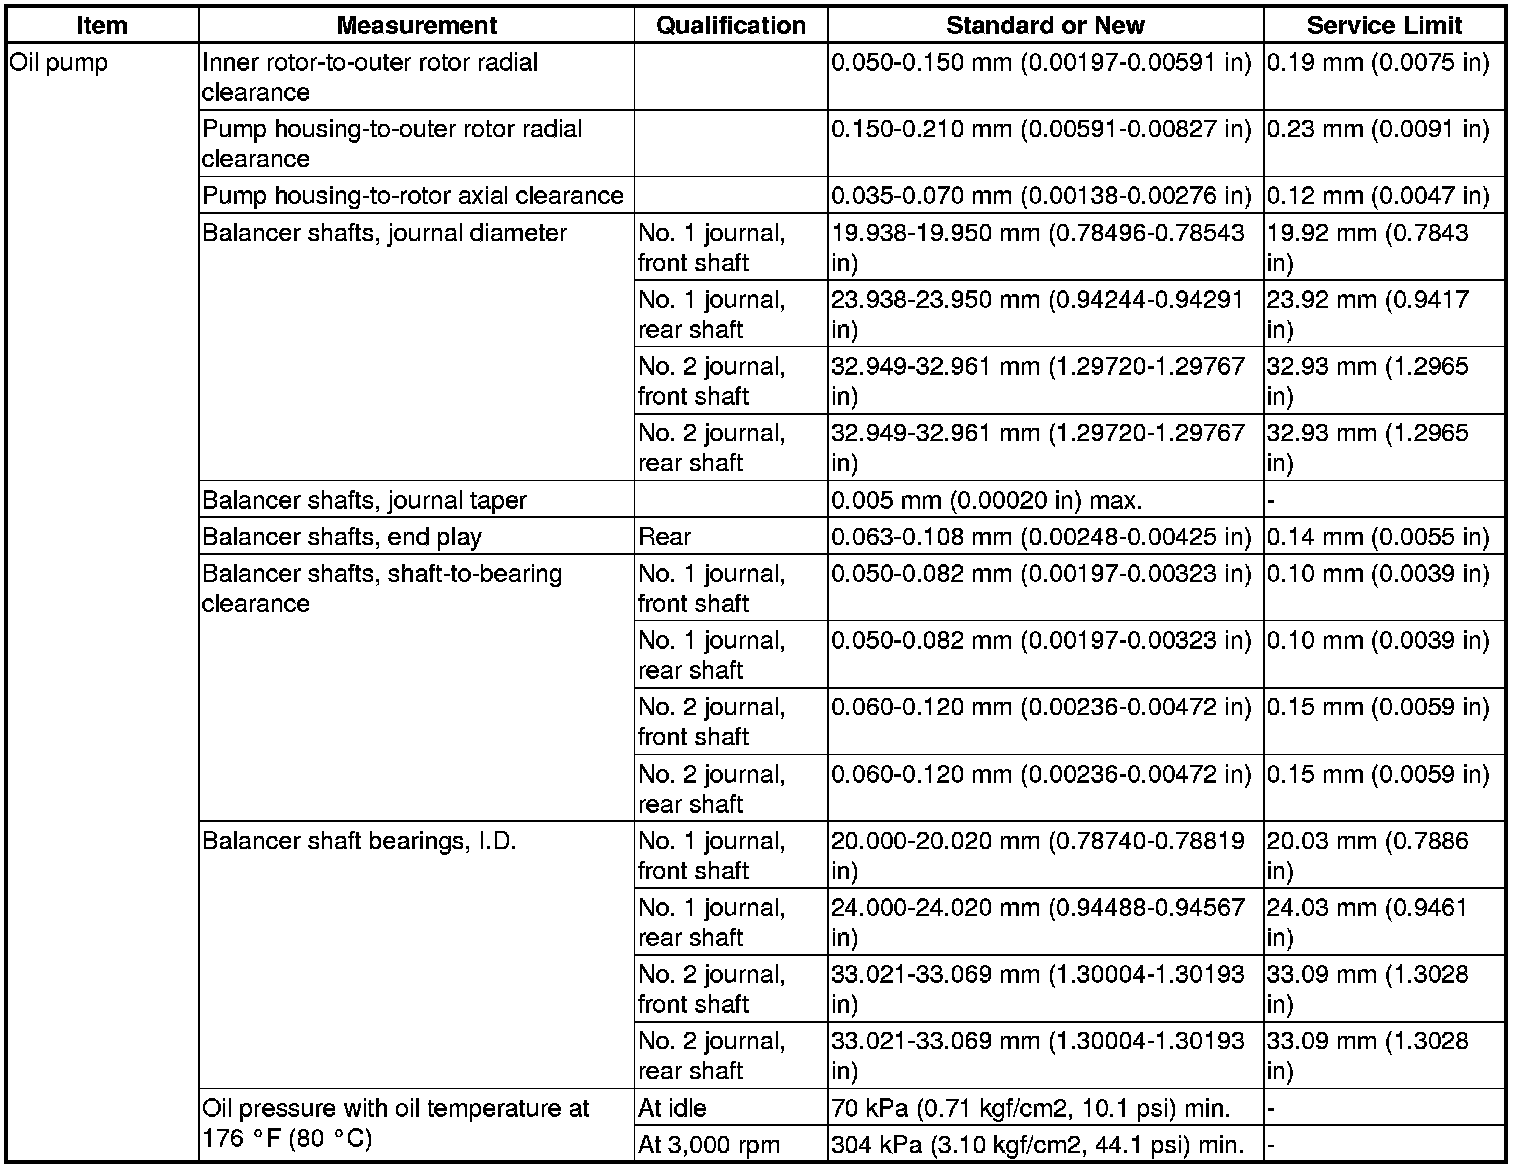 Item Measurement Qualification Standard or New Service Limit
Oil pump Inner rotor-to-outer rotor radial 0.050-0.150 mm (0.00197-0.00591 in) 0.19 mm (0.0075 in)
clearance
Pump housing-to-outer rotor radial 0.150-0.210 mm (0.00591-0.00827 in) 0.23 mm (0.0091 in)
clearance
Pump housing-to-rotor axial clearance 0.035-0.070 mm (0.00138-0.00276 in) 0.12 mm (0.0047 in)
Balancer shafts, journal diameter No. 1 journal, 19.938-19.950 mm (0.78496-0.78543 19.92 mm (0.7843
front shaft in) in)
No. 1 journal, 23.938-23.950 mm (0.94244-0.94291 23.92 mm (0.9417
rear shaft in) in)
No. 2 journal, 32.949-32.961 mm (1.29720-1.29767 32.93 mm (1.2965
front shaft in) in)
No. 2 journal, 32.949-32.961 mm (1.29720-1.29767 32.93 mm (1.2965
rear shaft in) in)
Balancer shafts, journal taper 0.005 mm (0.00020 in) max. -
Balancer shafts, end play Rear 0.063-0.108 mm (0.00248-0.00425 in) 0.14 mm (0.0055 in)
Balancer shafts, shaft-to-bearing No. 1 journal, 0.050-0.082 mm (0.00197-0.00323 in) 0.10 mm (0.0039 in)
clearance front shaft
No. 1 journal, 0.050-0.082 mm (0.00197-0.00323 in) 0.10 mm (0.0039 in)
rear shaft
No. 2 journal, 0.060-0.120 mm (0.00236-0.00472 in) 0.15 mm (0.0059 in)
front shaft
No. 2 journal, 0.060-0.120 mm (0.00236-0.00472 in) 0.15 mm (0.0059 in)
rear shaft
Balancer shaft bearings, I.D. No. 1 journal, 20.000-20.020 mm (0.78740-0.78819 20.03 mm (0.7886
front shaft in) in)
No. 1 journal, 24.000-24.020 mm (0.94488-0.94567 24.03 mm (0.9461
rear shaft in) in)
No. 2 journal, 33.021-33.069 mm (1.30004-1.30193 33.09 mm (1.3028
front shaft in) in)
No. 2 journal, 33.021-33.069 mm (1.30004-1.30193 33.09 mm (1.3028
rear shaft in) in)
Oil pressure with oil temperature at At idle 70 kPa (0.71 kgf/cm2, 10.1 psi) min. -
176 °F (80 °C) At 3,000 rpm 304 kPa (3.10 kgf/cm2, 44.1 psi) min. -